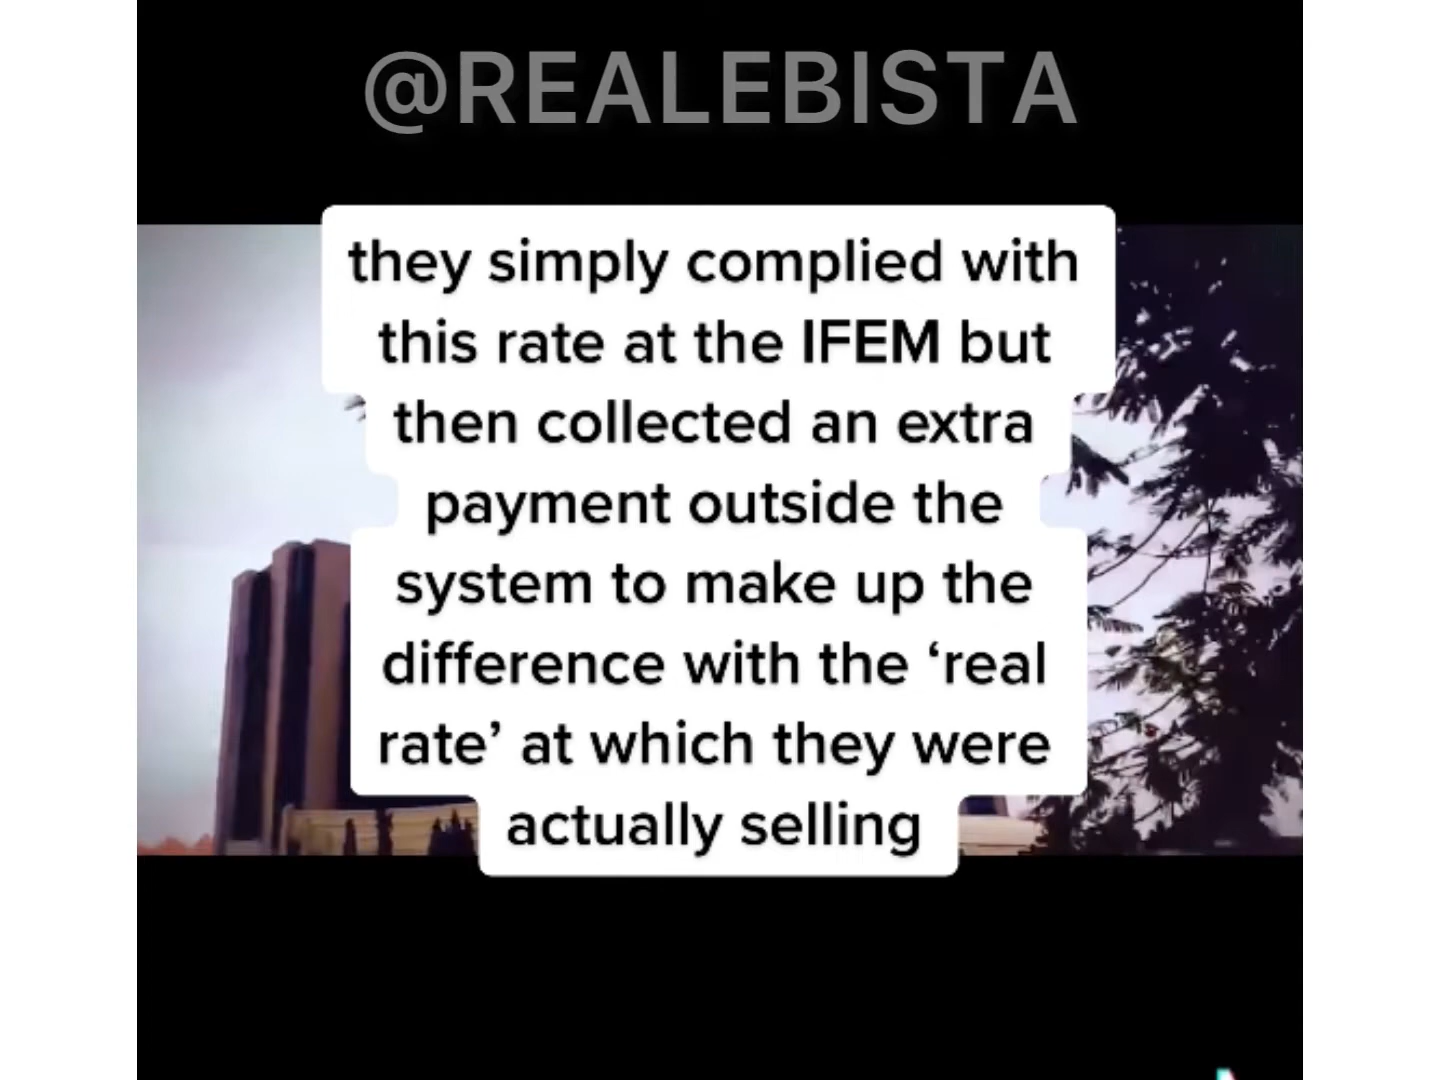 @REALEBISTA
they simply complied with
this rate at the IFEM but
then collected an extra
payment outside the
system to make up the
difference with the ‘real
rate’ at which they were
actually selling